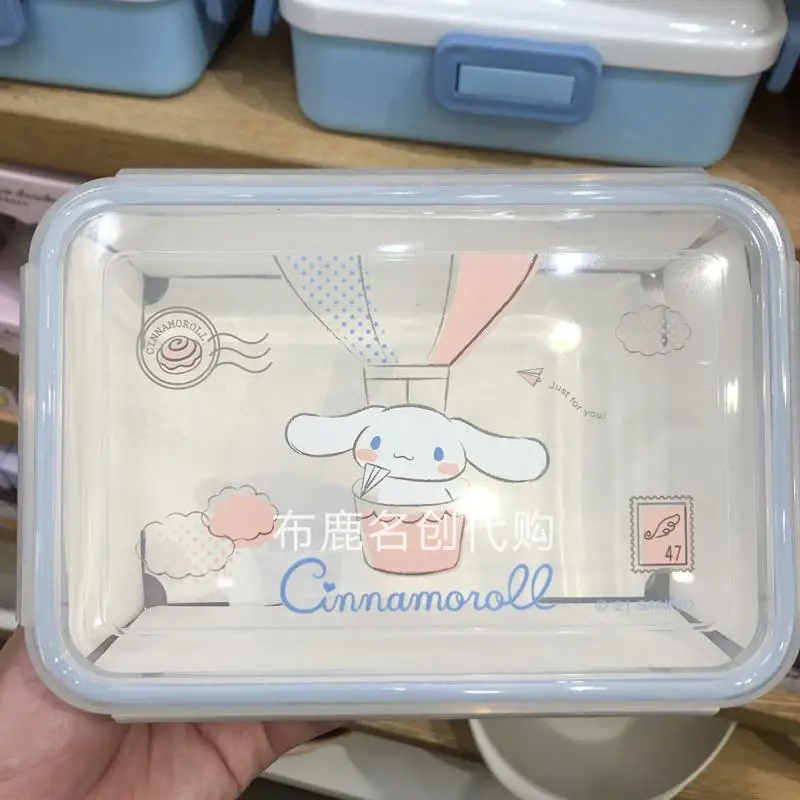 CINNAMOROLL
Just for you!
布鹿名创代购
Cinnamoroll
47